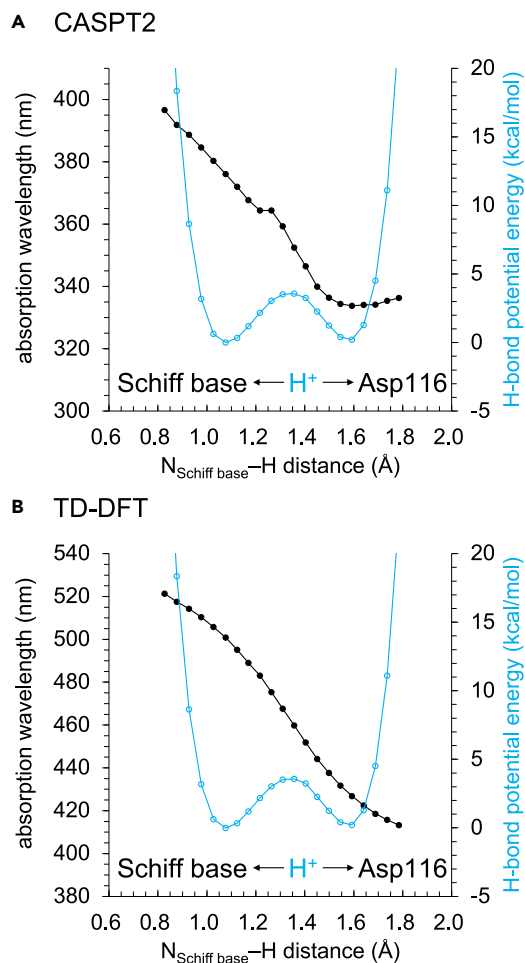 A CASPT2
absorption wavelength (nm)
400
380
360
340
320
300
20
15
10
5
0
-5
H-bond potential energy (kcal/mol)
Schiff base ← H⁺ → Asp116
0.6 0.8 1.0 1.2 1.4 1.6 1.8 2.0
N_Schiff base–H distance (Å)
B TD-DFT
absorption wavelength (nm)
540
520
500
480
460
440
420
400
380
20
15
10
5
0
-5
H-bond potential energy (kcal/mol)
Schiff base ← H⁺ → Asp116
0.6 0.8 1.0 1.2 1.4 1.6 1.8 2.0
N_Schiff base–H distance (Å)